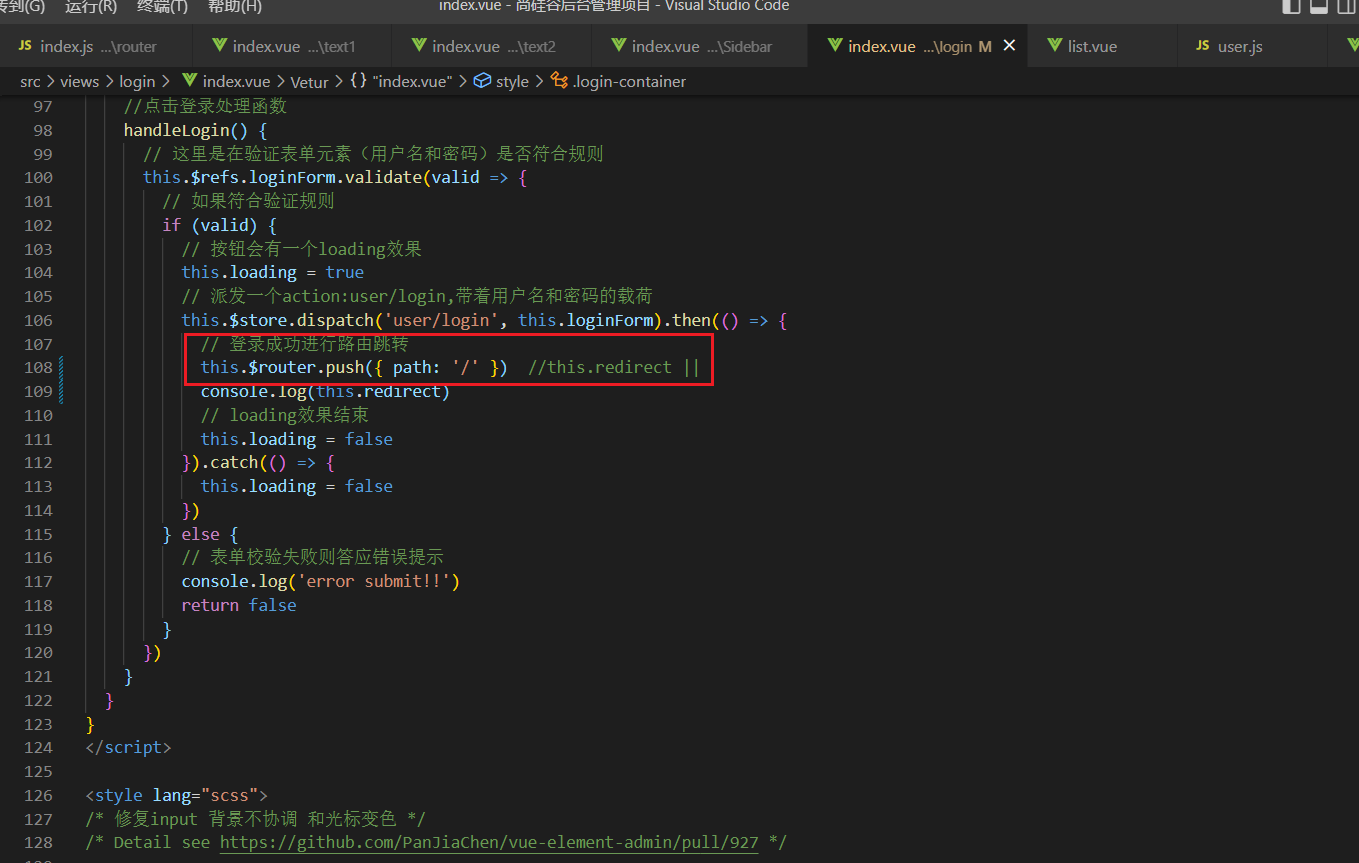 转到(G) 运行(R) 终端(T) 帮助(H) index.vue - 尚硅谷后台管理项目 - Visual Studio Code
JS index.js ...\router index.vue ...\text1 index.vue ...\text2 index.vue ...\Sidebar index.vue ...\login M list.vue JS user.js
src > views > login > index.vue > Vetur > {} "index.vue" > style > .login-container
97 //点击登录处理函数
98 handleLogin() {
99 // 这里是在验证表单元素（用户名和密码）是否符合规则
100 this.$refs.loginForm.validate(valid => {
101 // 如果符合验证规则
102 if (valid) {
103 // 按钮会有一个loading效果
104 this.loading = true
105 // 派发一个action:user/login,带着用户名和密码的载荷
106 this.$store.dispatch('user/login', this.loginForm).then(() => {
107 // 登录成功进行路由跳转
108 this.$router.push({ path: '/' }) //this.redirect ||
109 console.log(this.redirect)
110 // loading效果结束
111 this.loading = false
112 }).catch(() => {
113 this.loading = false
114 })
115 } else {
116 // 表单校验失败则答应错误提示
117 console.log('error submit!!')
118 return false
119 }
120 })
121 }
122 }
123 }
124 </script>
125
126 <style lang="scss">
127 /* 修复input 背景不协调 和光标变色 */
128 /* Detail see https://github.com/PanJiaChen/vue-element-admin/pull/927 */